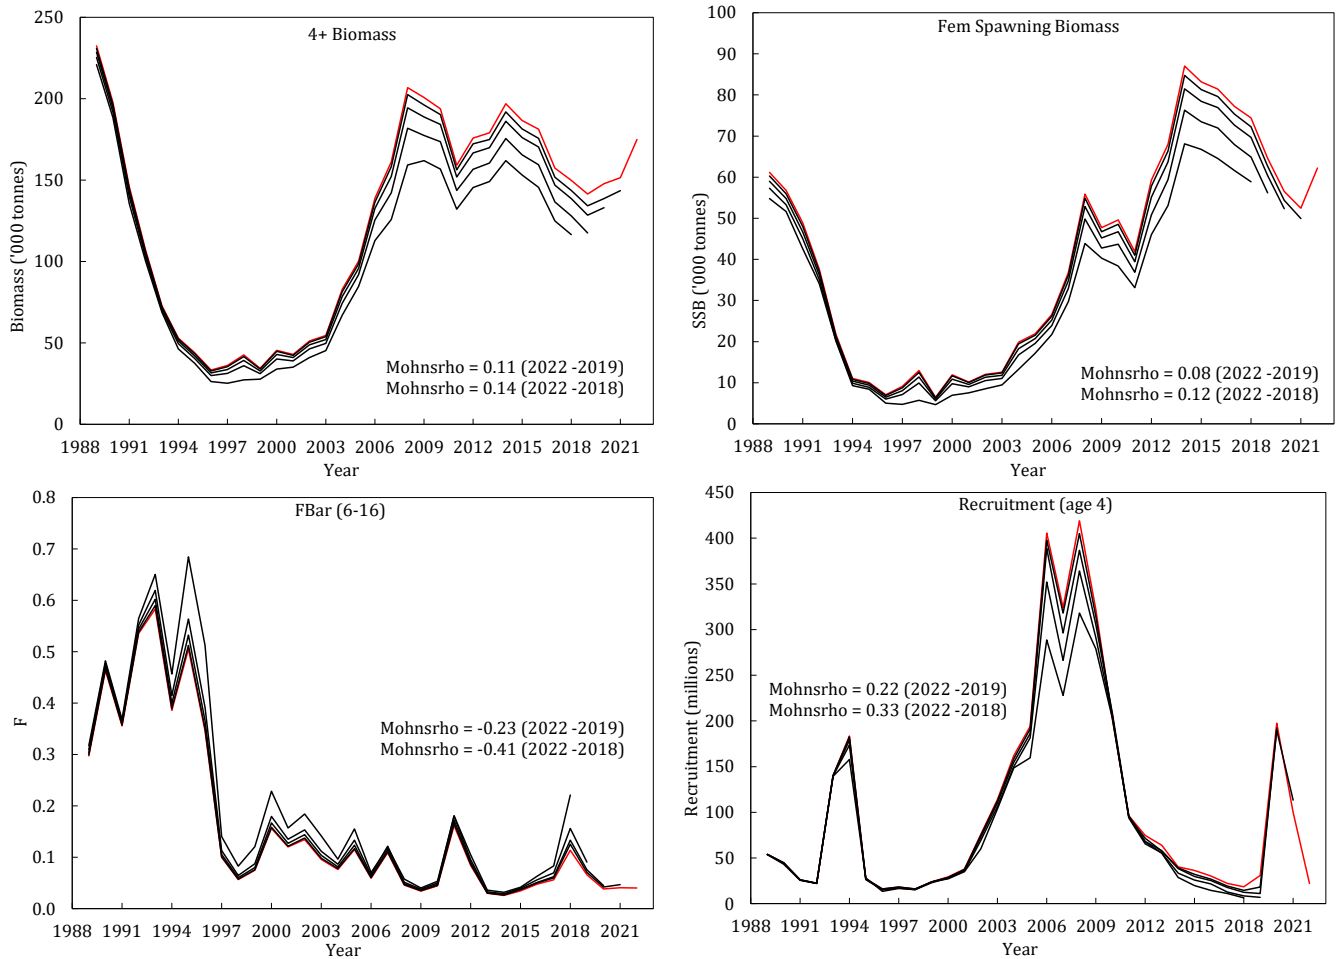 4+ Biomass
Biomass ('000 tonnes)
250
200
150
100
50
0
Mohnsrho = 0.11 (2022 -2019)
Mohnsrho = 0.14 (2022 -2018)
1988 1991 1994 1997 2000 2003 2006 2009 2012 2015 2018 2021
Year
Fem Spawning Biomass
SSB ('000 tonnes)
100
90
80
70
60
50
40
30
20
10
0
Mohnsrho = 0.08 (2022 -2019)
Mohnsrho = 0.12 (2022 -2018)
1988 1991 1994 1997 2000 2003 2006 2009 2012 2015 2018 2021
Year
FBar (6-16)
F
0.8
0.7
0.6
0.5
0.4
0.3
0.2
0.1
0.0
Mohnsrho = -0.23 (2022 -2019)
Mohnsrho = -0.41 (2022 -2018)
1988 1991 1994 1997 2000 2003 2006 2009 2012 2015 2018 2021
Year
Recruitment (age 4)
Recruitment (millions)
450
400
350
300
250
200
150
100
50
0
Mohnsrho = 0.22 (2022 -2019)
Mohnsrho = 0.33 (2022 -2018)
1988 1991 1994 1997 2000 2003 2006 2009 2012 2015 2018 2021
Year